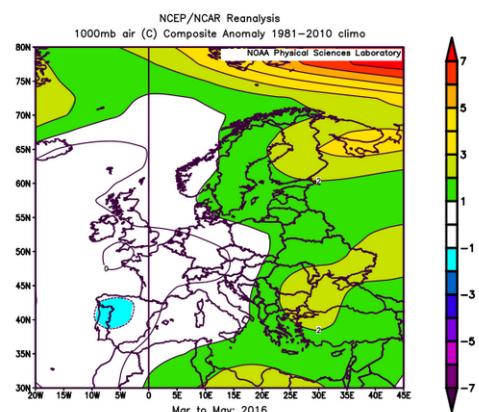 NCEP/NCAR Reanalysis
1000mb air (C) Composite Anomaly 1981−2010 climo
NOAA Physical Sciences Laboratory
80N
75N
70N
65N
60N
55N
50N
45N
40N
35N
30N
20W 15W 10W 5W 0 5E 10E 15E 20E 25E 30E 35E 40E 45E
2
0
2
7
5
3
1
−1
−3
−5
−7
Mar to May: 2016